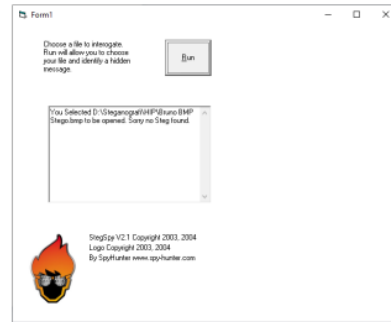 Form1
Choose a file to interogate.
Run will allow you to choose
your file and identify a hidden
message.
Run
You Selected D:\Steganografi\HIP\Bruno BMP
Stego.bmp to be opened. Sorry no Steg found.
StegSpy V2.1 Copyright 2003, 2004
Logo Copyright 2003, 2004
By SpyHunter www.spy-hunter.com